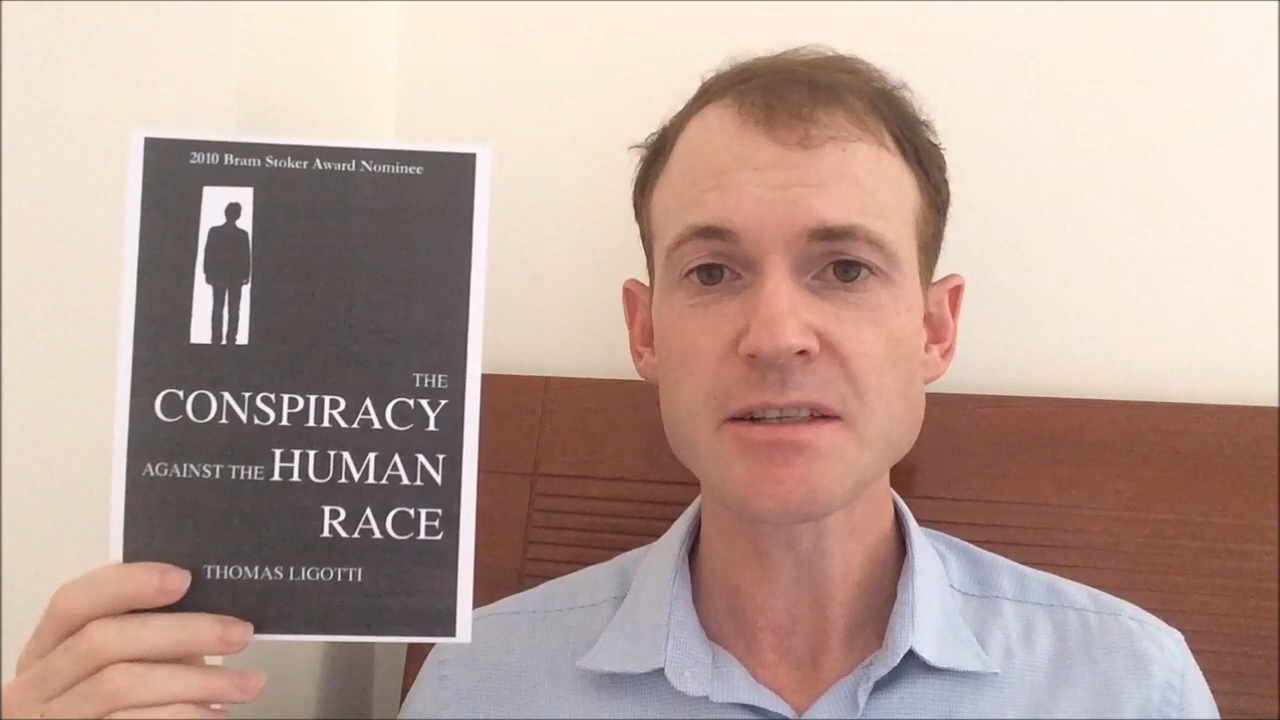 2010 Bram Stoker Award Nominee
THE
CONSPIRACY
AGAINST THE HUMAN
RACE
THOMAS LIGOTTI